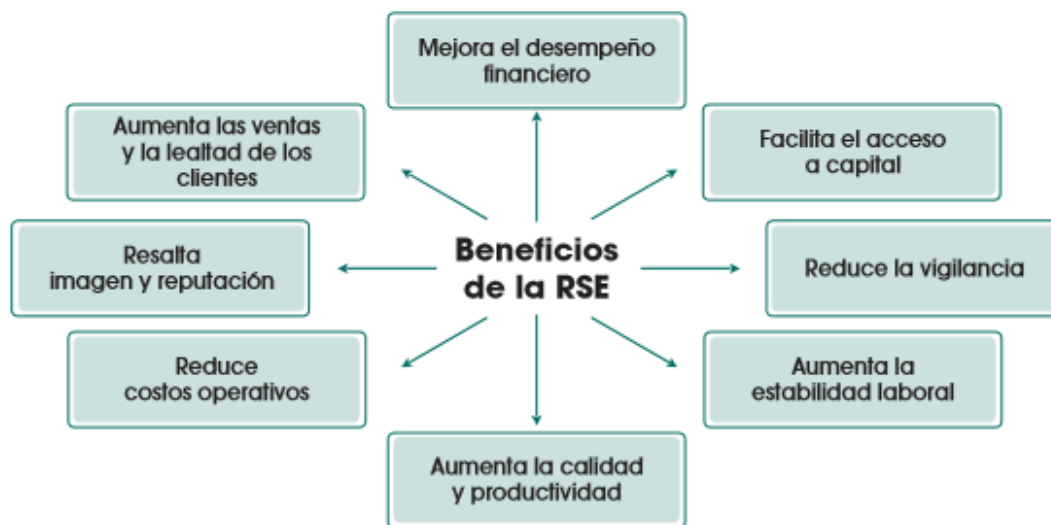 Mejora el desempeño
financiero
Aumenta las ventas
y la lealtad de los
clientes
Facilita el acceso
a capital
Resalta
imagen y reputación
Beneficios
de la RSE
Reduce la vigilancia
Reduce
costos operativos
Aumenta la
estabilidad laboral
Aumenta la calidad
y productividad